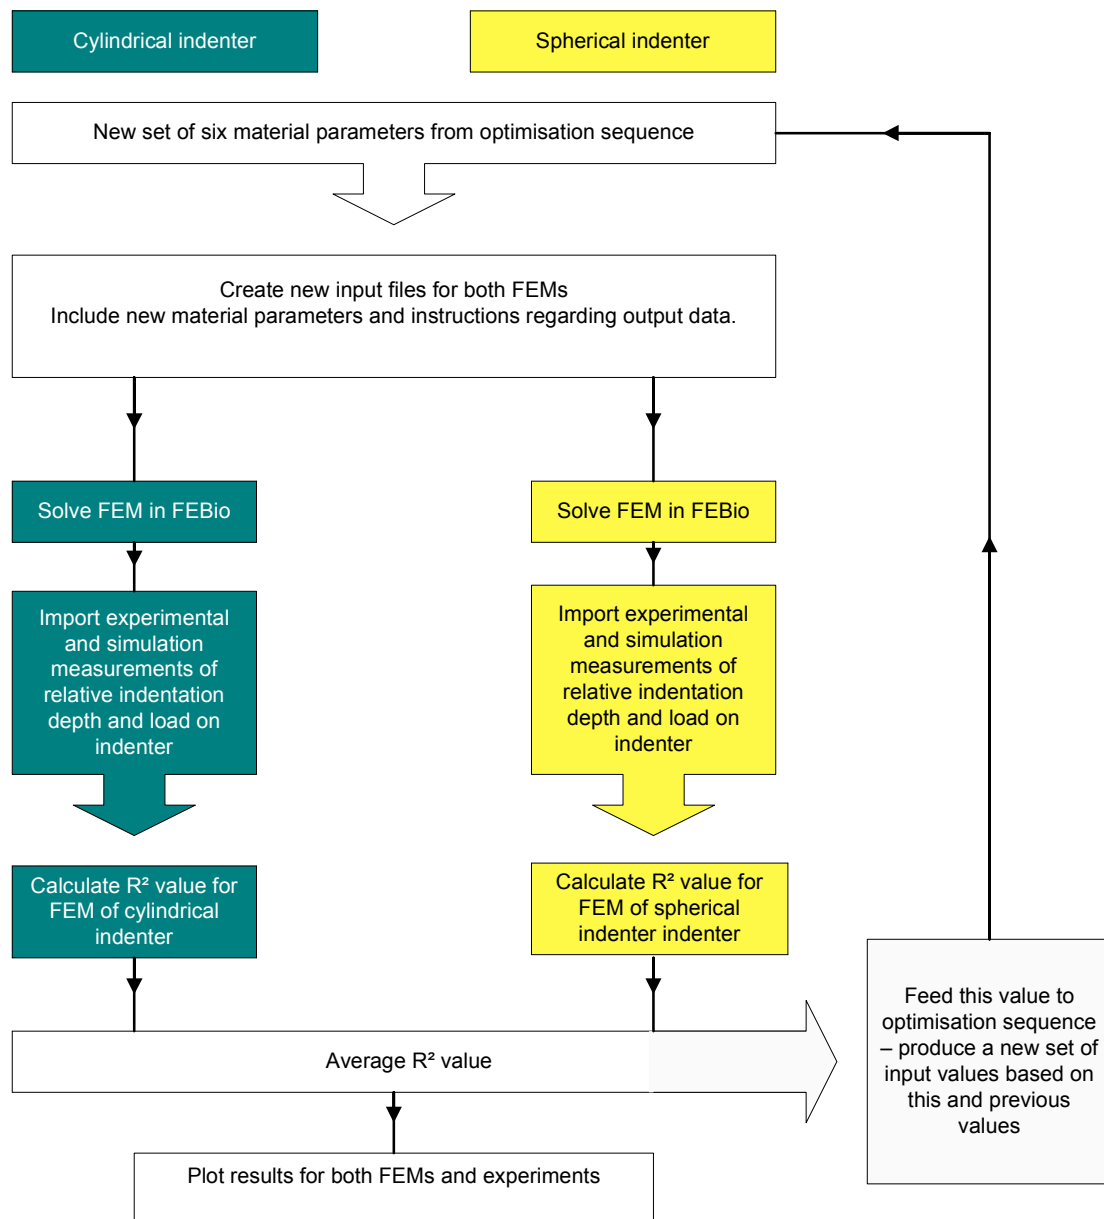 Cylindrical indenter
Spherical indenter
New set of six material parameters from optimisation sequence
Create new input files for both FEMs
Include new material parameters and instructions regarding output data.
Solve FEM in FEBio
Solve FEM in FEBio
Import experimental
and simulation
measurements of
relative indentation
depth and load on
indenter
Import experimental
and simulation
measurements of
relative indentation
depth and load on
indenter
Calculate R² value for
FEM of cylindrical
indenter
Calculate R² value for
FEM of spherical
indenter indenter
Feed this value to
optimisation sequence
– produce a new set of
input values based on
this and previous
values
Average R² value
Plot results for both FEMs and experiments